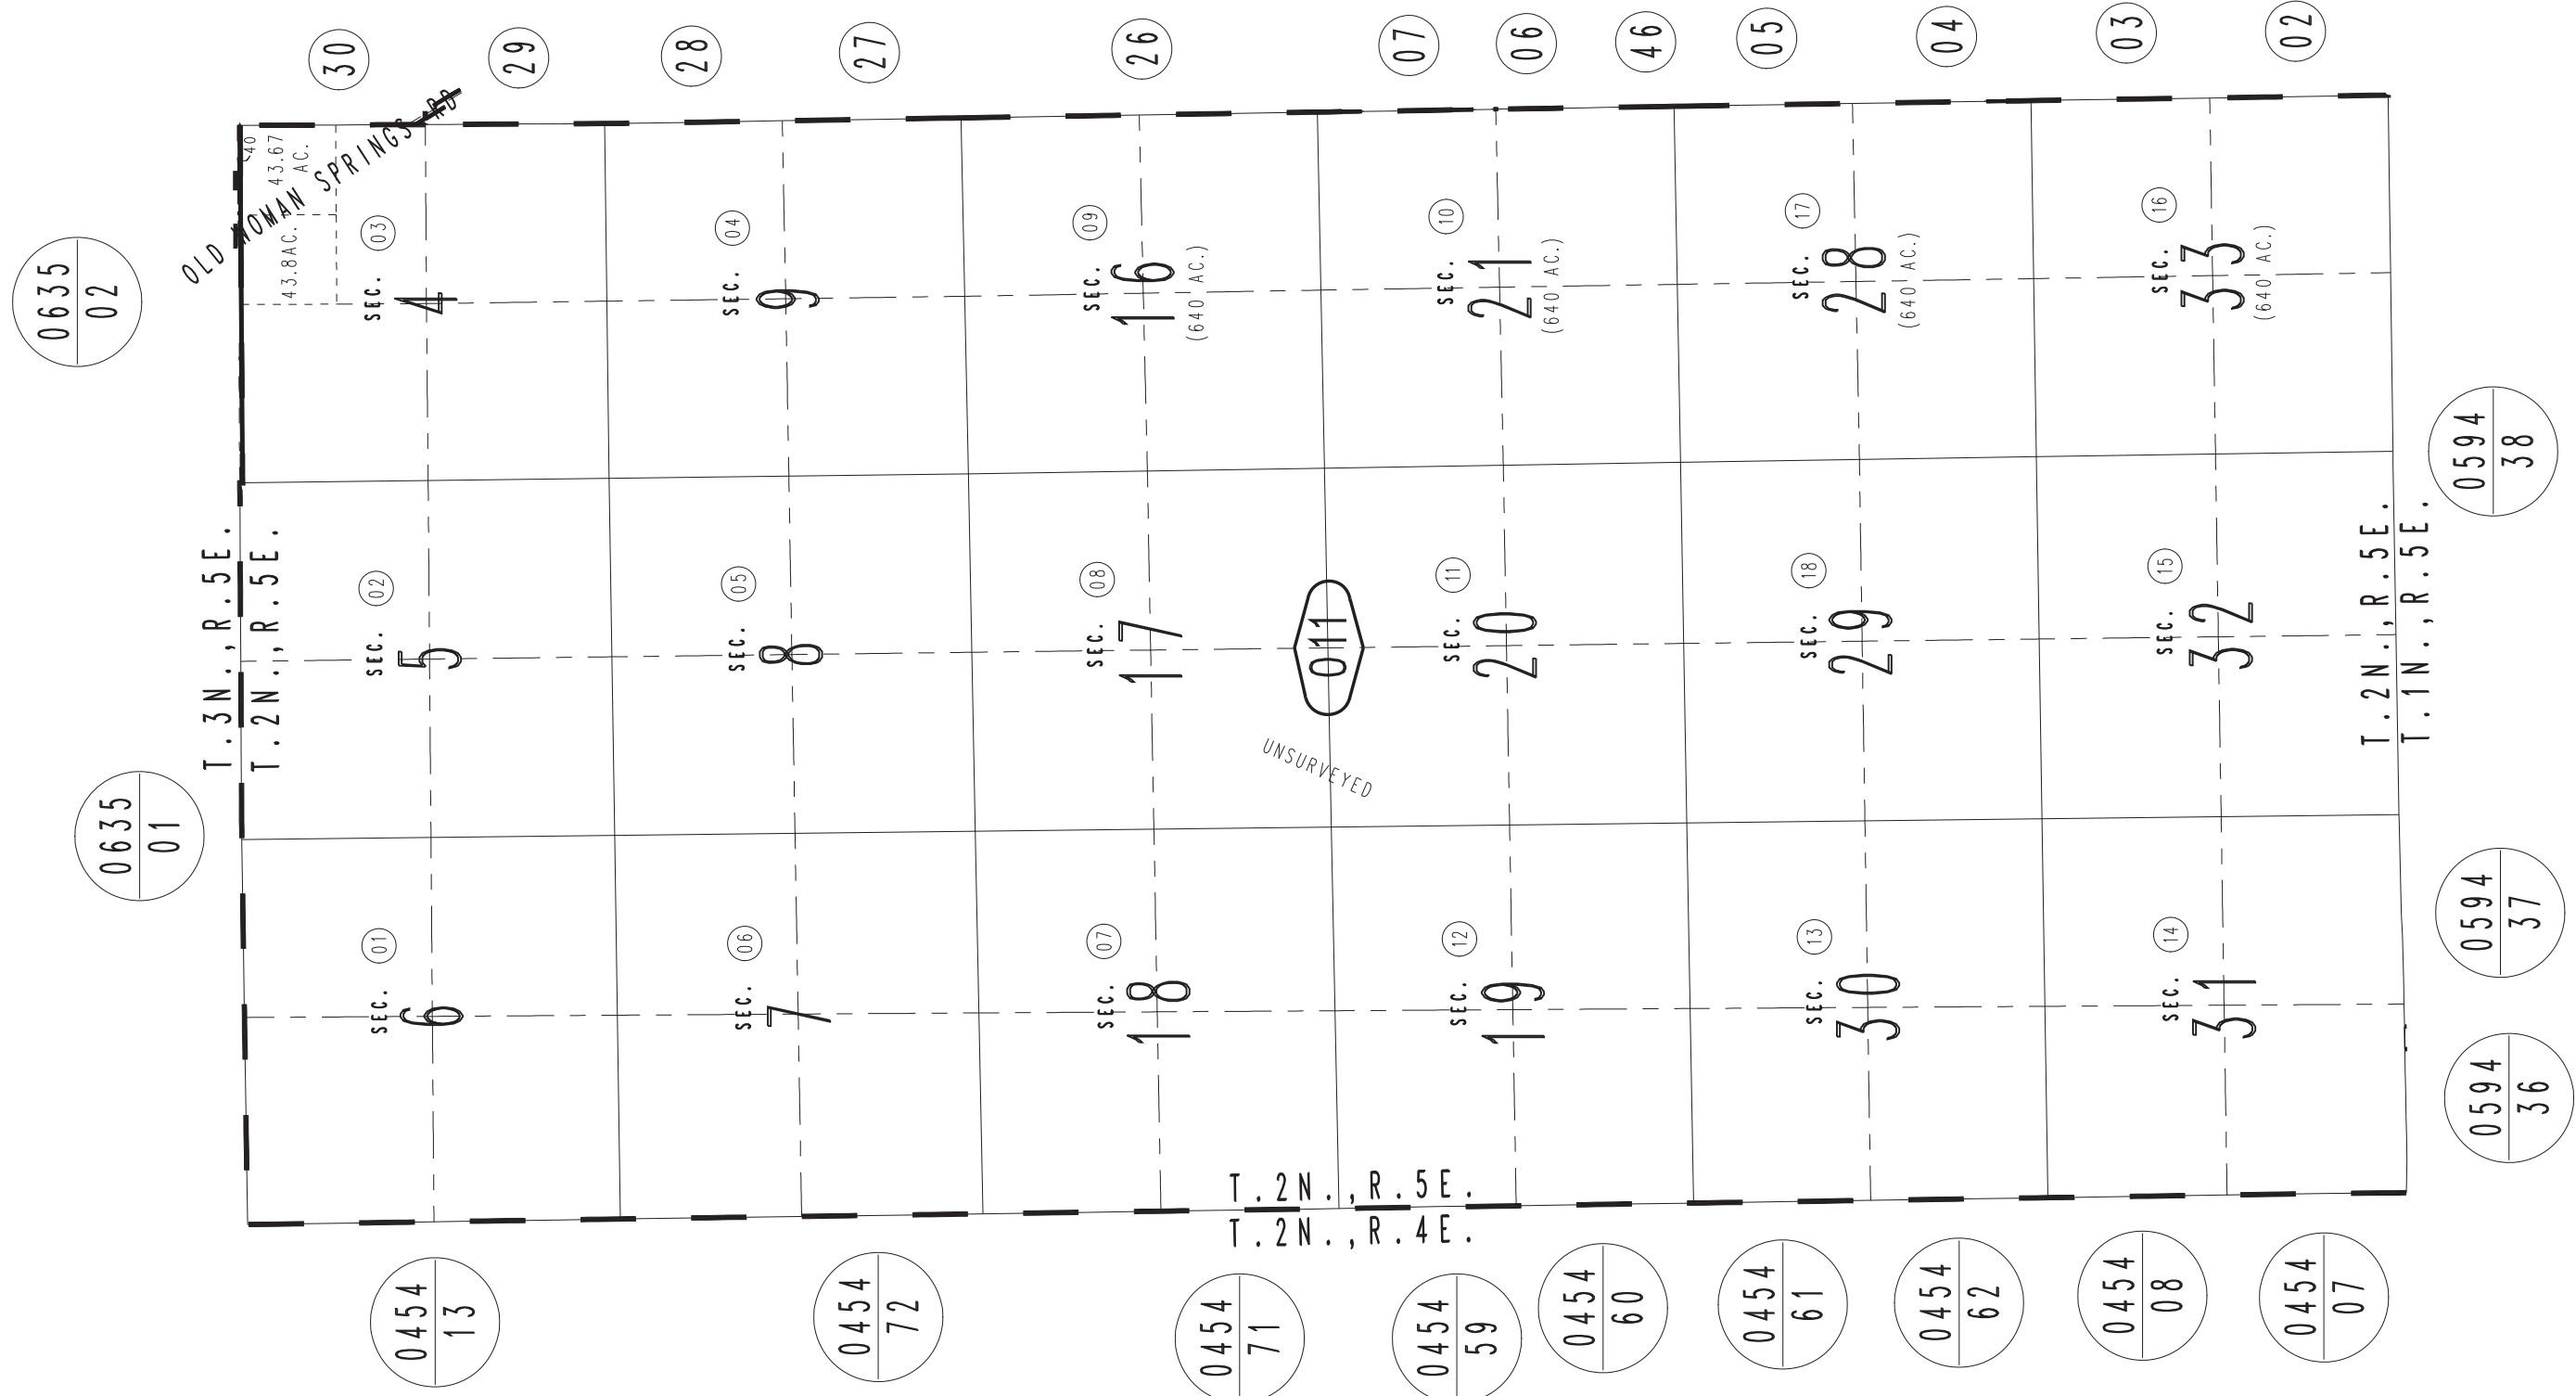 30
29
28
27
26
07
06
46
05
04
03
02
0635
02
OLD WOMAN SPRINGS RD
40
43.67
AC.
43.8AC.
03
SEC.
4
04
SEC.
9
09
SEC.
16
(640 AC.)
10
SEC.
21
(640 AC.)
17
SEC.
28
(640 AC.)
16
SEC.
33
(640 AC.)
0594
38
T.3N.,R.5E.
T.2N.,R.5E.
02
SEC.
5
05
SEC.
8
08
SEC.
17
011
UNSURVEYED
11
SEC.
20
18
SEC.
29
15
SEC.
32
T.2N.,R.5E.
T.1N.,R.5E.
0635
01
01
SEC.
6
06
SEC.
7
07
SEC.
18
12
SEC.
19
13
SEC.
30
14
SEC.
31
0594
37
0594
36
T.2N.,R.5E.
T.2N.,R.4E.
0454
13
0454
72
0454
71
0454
59
0454
60
0454
61
0454
62
0454
08
0454
07